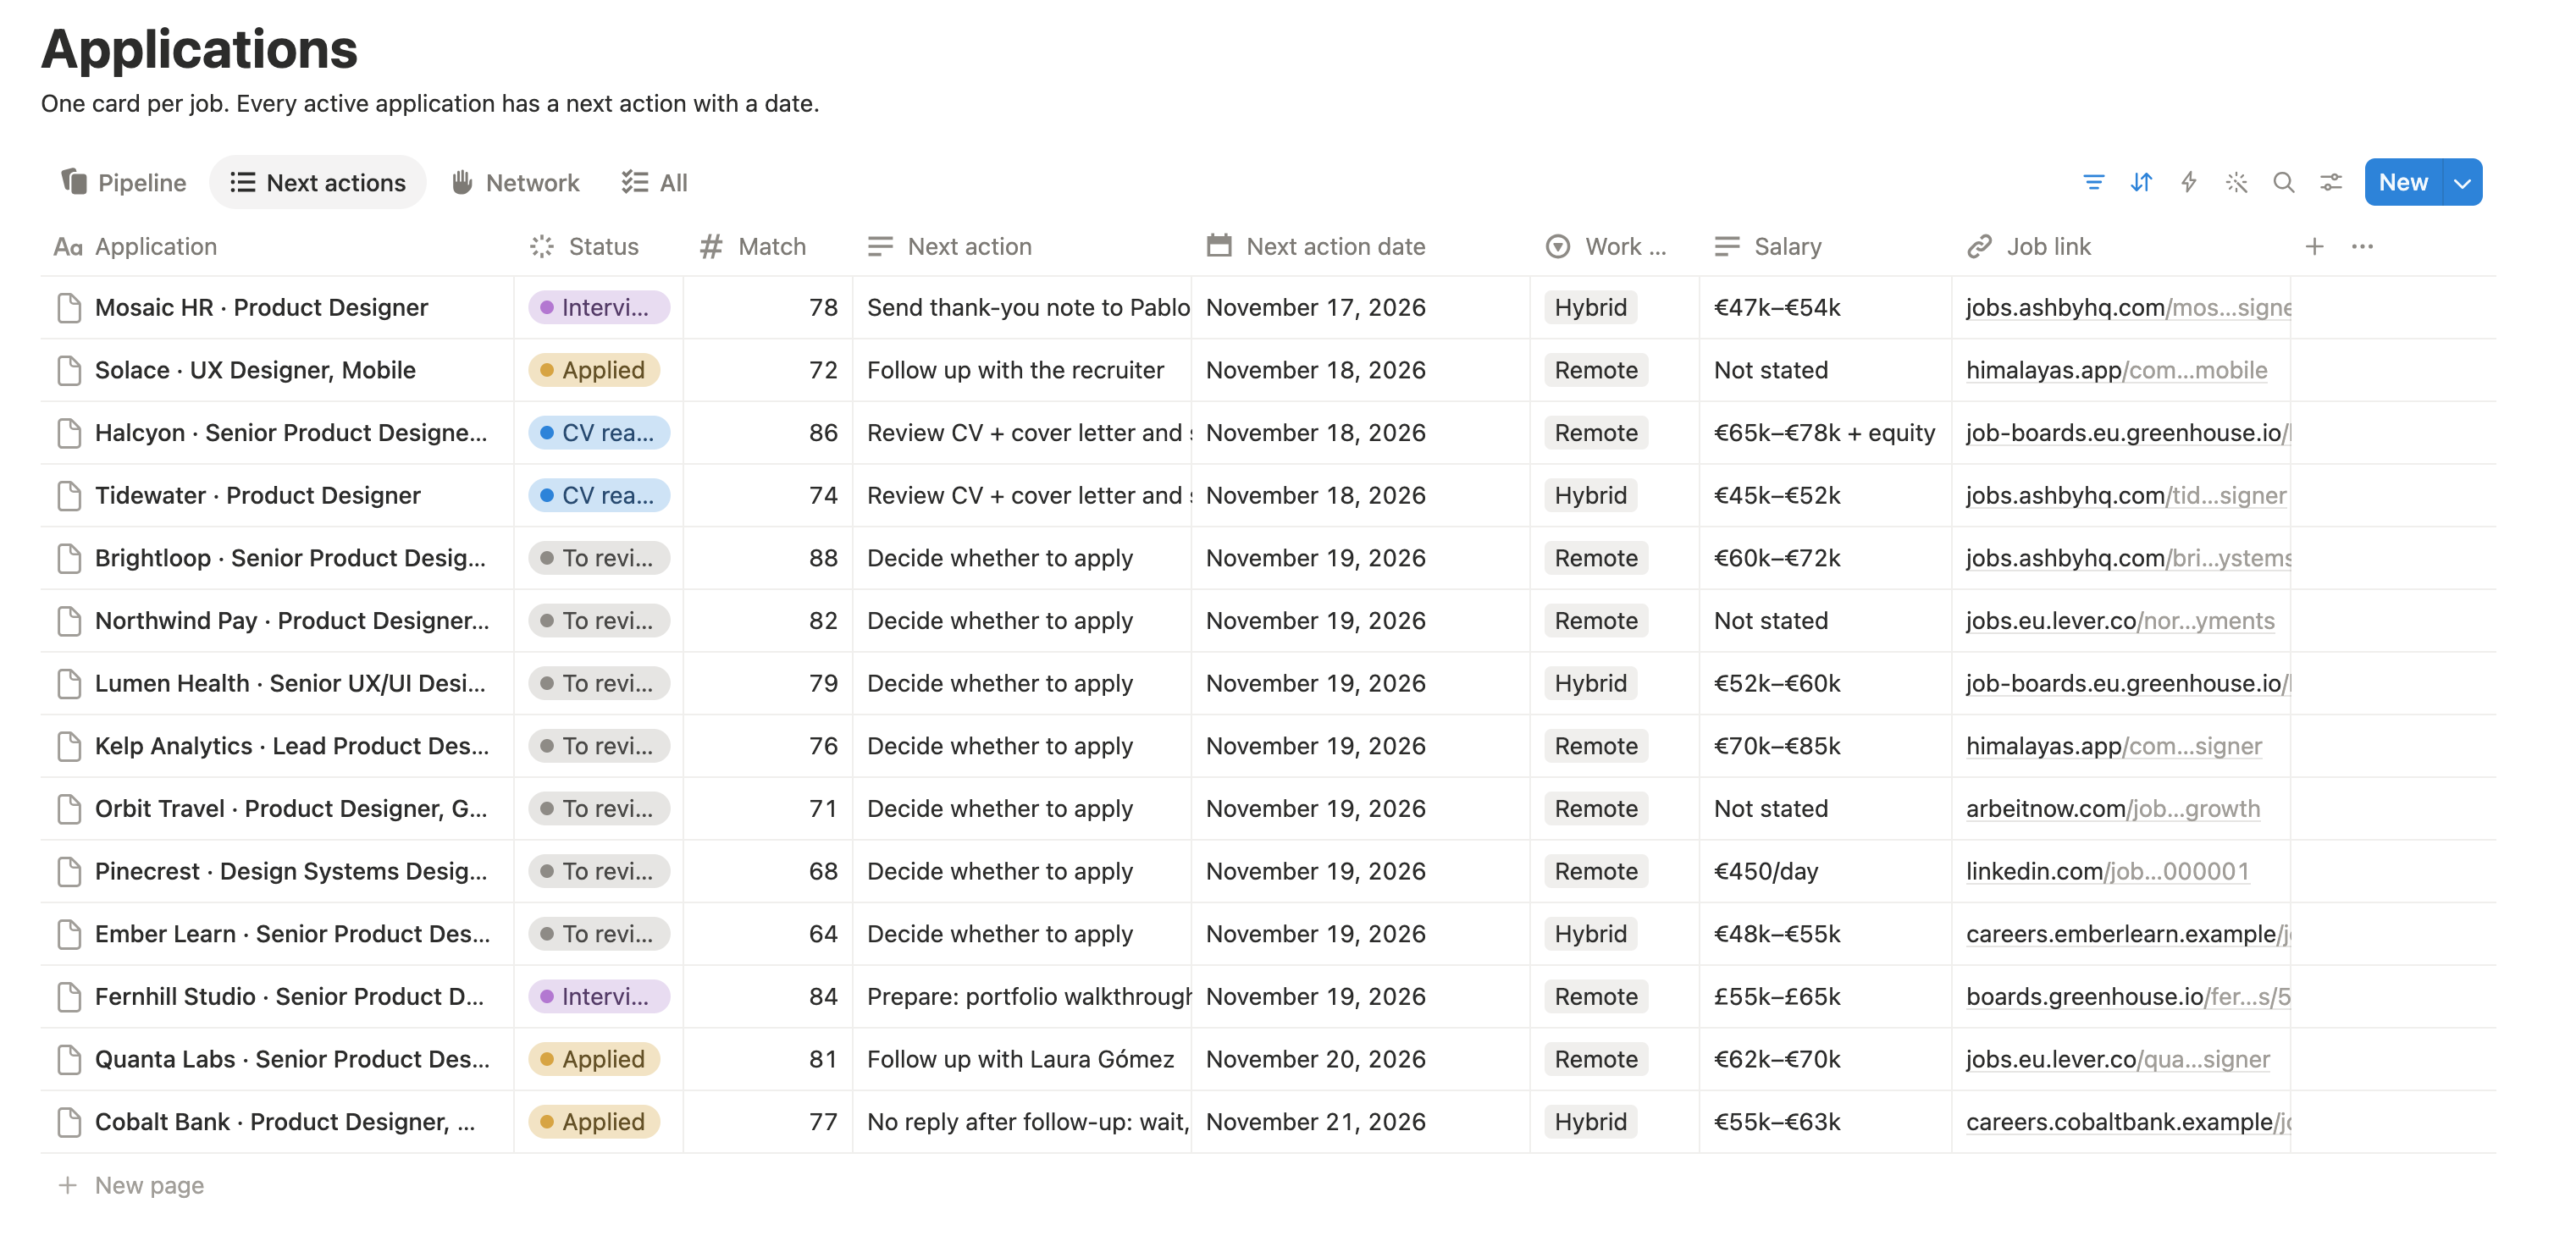 Applications
One card per job. Every active application has a next action with a date.
Pipeline Next actions Network All New
Aa Application Status # Match Next action Next action date Work ... Salary Job link + ...
Mosaic HR · Product Designer Intervi... 78 Send thank-you note to Pablo November 17, 2026 Hybrid €47k–€54k jobs.ashbyhq.com/mos...signe
Solace · UX Designer, Mobile Applied 72 Follow up with the recruiter November 18, 2026 Remote Not stated himalayas.app/com...mobile
Halcyon · Senior Product Designe... CV rea... 86 Review CV + cover letter and November 18, 2026 Remote €65k–€78k + equity job-boards.eu.greenhouse.io/
Tidewater · Product Designer CV rea... 74 Review CV + cover letter and November 18, 2026 Hybrid €45k–€52k jobs.ashbyhq.com/tid...signer
Brightloop · Senior Product Desig... To revi... 88 Decide whether to apply November 19, 2026 Remote €60k–€72k jobs.ashbyhq.com/bri...ystems
Northwind Pay · Product Designer... To revi... 82 Decide whether to apply November 19, 2026 Remote Not stated jobs.eu.lever.co/nor...yments
Lumen Health · Senior UX/UI Desi... To revi... 79 Decide whether to apply November 19, 2026 Hybrid €52k–€60k job-boards.eu.greenhouse.io/
Kelp Analytics · Lead Product Des... To revi... 76 Decide whether to apply November 19, 2026 Remote €70k–€85k himalayas.app/com...signer
Orbit Travel · Product Designer, G... To revi... 71 Decide whether to apply November 19, 2026 Remote Not stated arbeitnow.com/job...growth
Pinecrest · Design Systems Desig... To revi... 68 Decide whether to apply November 19, 2026 Remote €450/day linkedin.com/job...000001
Ember Learn · Senior Product Des... To revi... 64 Decide whether to apply November 19, 2026 Hybrid €48k–€55k careers.emberlearn.example/j
Fernhill Studio · Senior Product D... Intervi... 84 Prepare: portfolio walkthrough November 19, 2026 Remote £55k–£65k boards.greenhouse.io/fer...s/5
Quanta Labs · Senior Product Des... Applied 81 Follow up with Laura Gómez November 20, 2026 Remote €62k–€70k jobs.eu.lever.co/qua...signer
Cobalt Bank · Product Designer, ... Applied 77 No reply after follow-up: wait, November 21, 2026 Hybrid €55k–€63k careers.cobaltbank.example/jo
+ New page